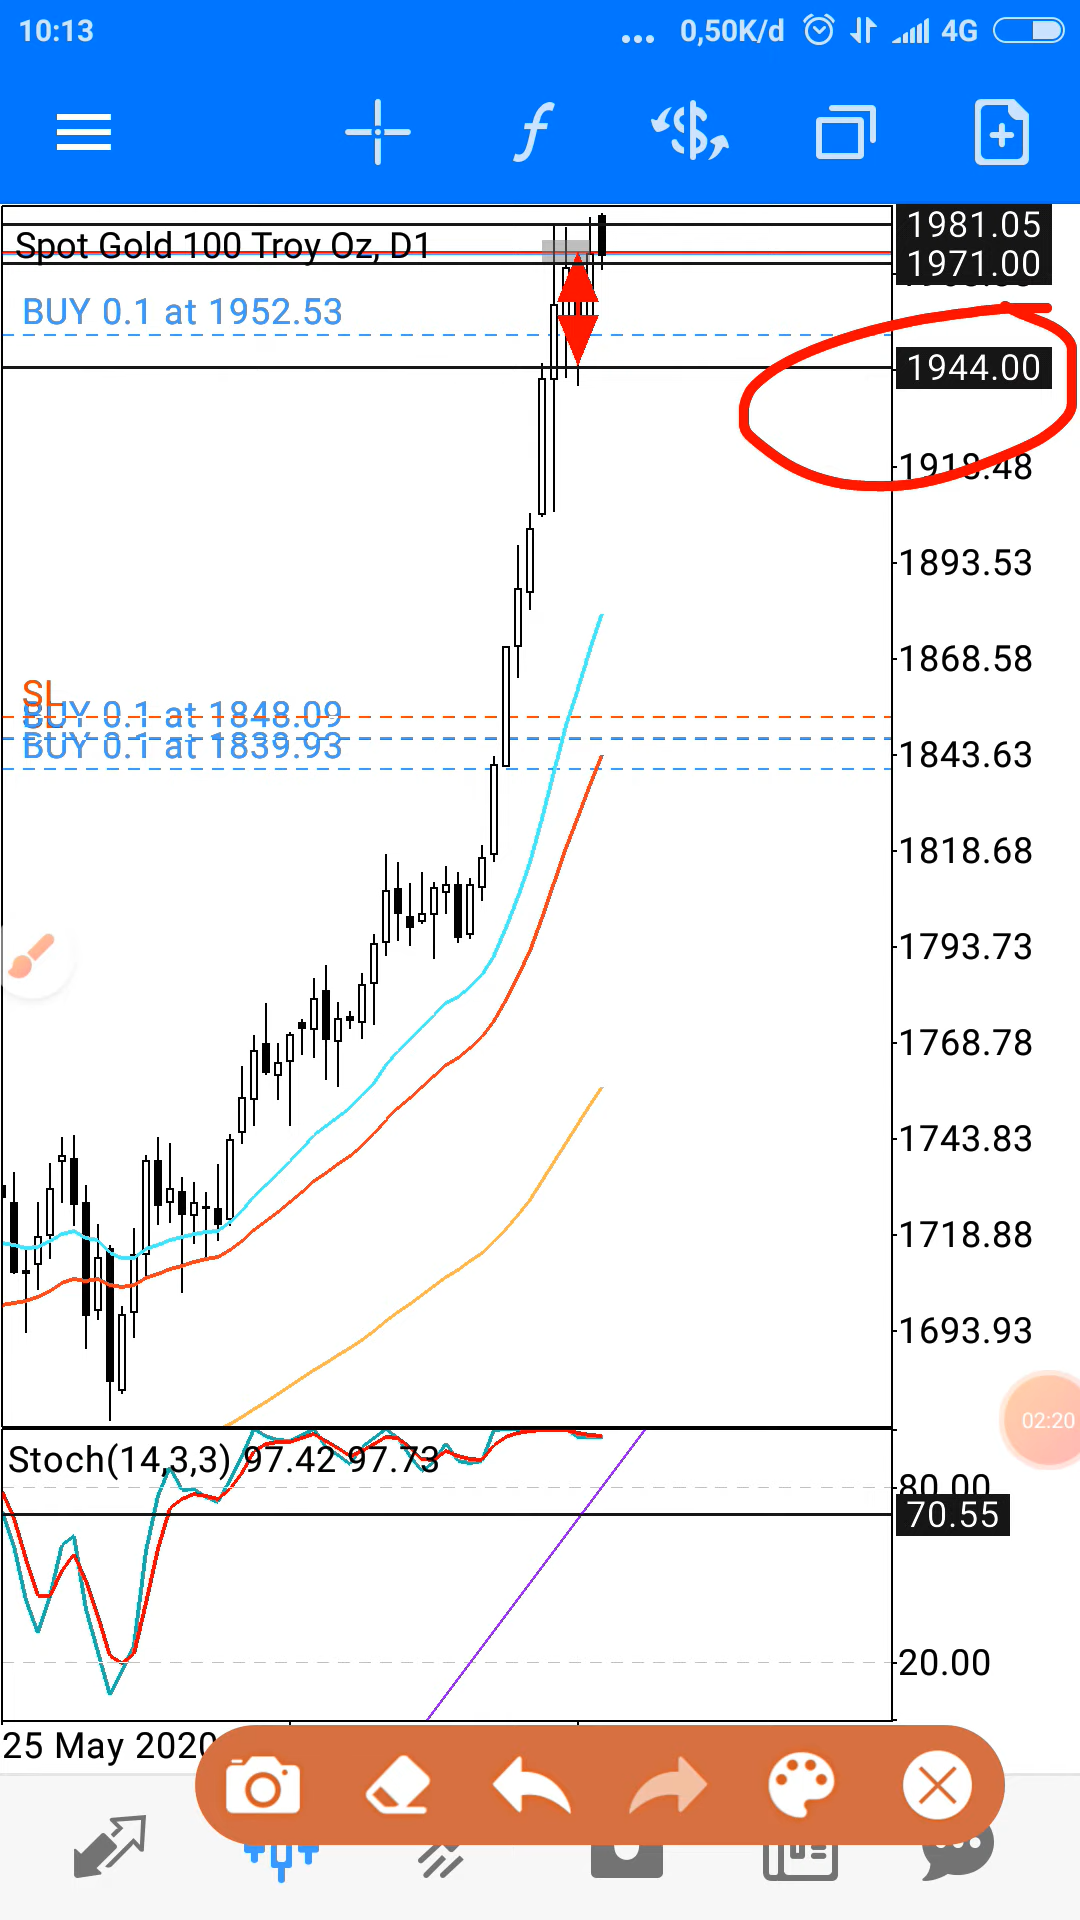 10:13
... 0,50K/d 4G
1981.05
Spot Gold 100 Troy Oz, D1
1971.00
BUY 0.1 at 1952.53
1944.00
1918.48
1893.53
1868.58
SL
BUY 0.1 at 1848.09
BUY 0.1 at 1839.93
1843.63
1818.68
1793.73
1768.78
1743.83
1718.88
1693.93
02:20
Stoch(14,3,3) 97.42 97.73
80.00
70.55
20.00
25 May 2020